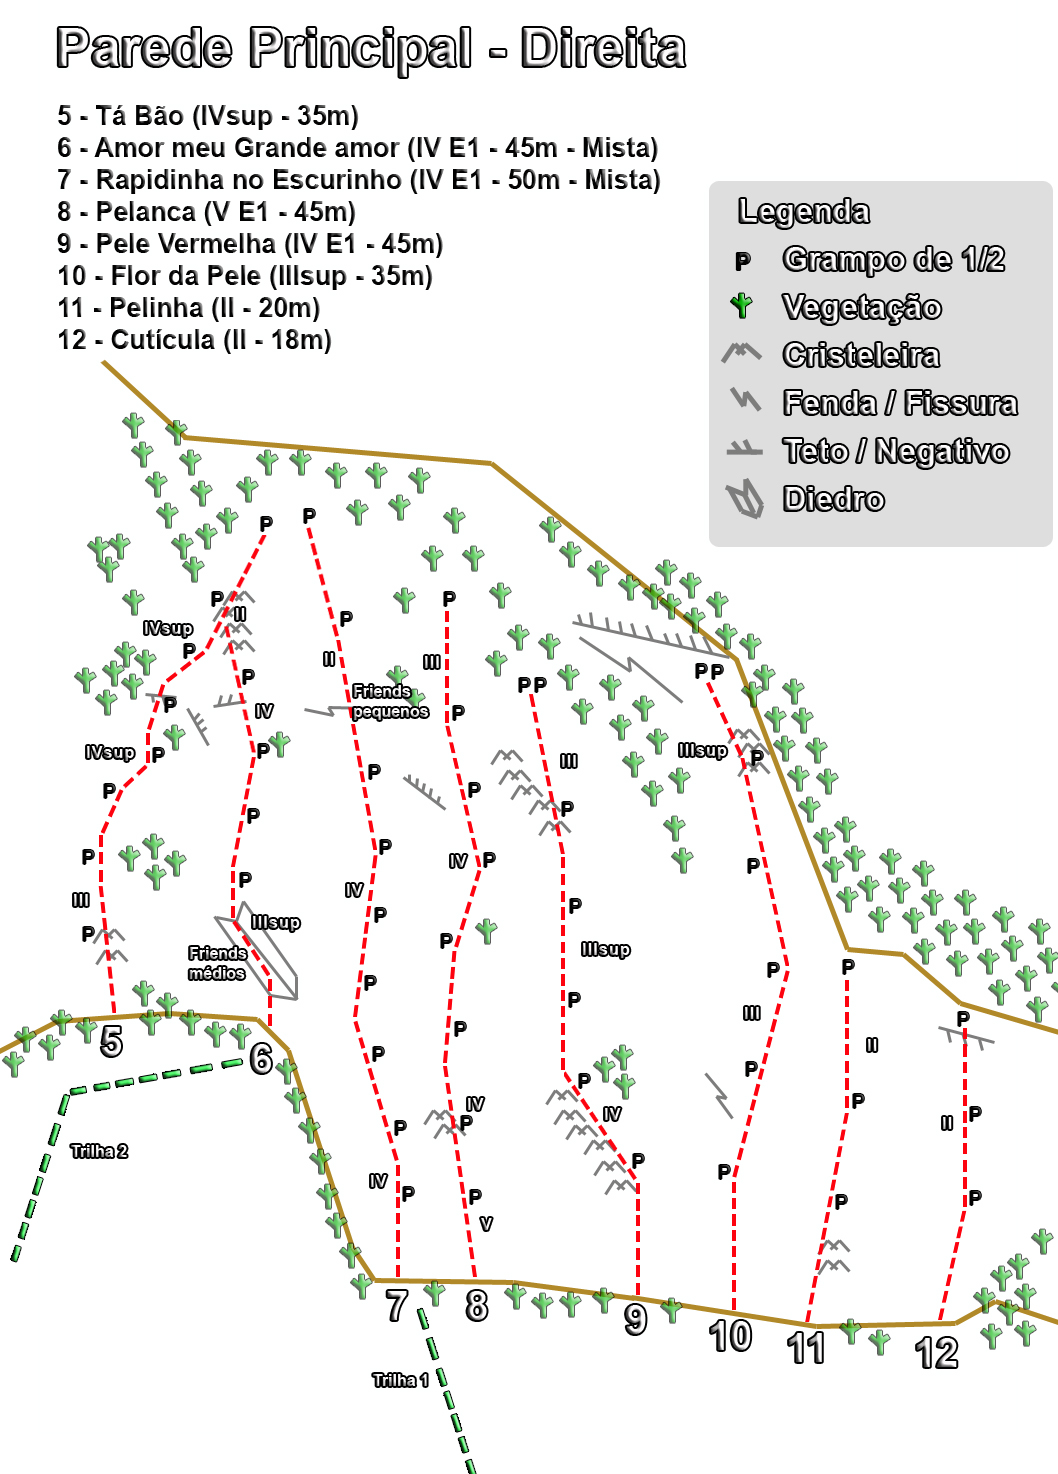 Parede Principal - Direita
5 - Tá Bão (IVsup - 35m)
6 - Amor meu Grande amor (IV E1 - 45m - Mista)
7 - Rapidinha no Escurinho (IV E1 - 50m - Mista)
8 - Pelanca (V E1 - 45m)
9 - Pele Vermelha (IV E1 - 45m)
10 - Flor da Pele (IIIsup - 35m)
11 - Pelinha (II - 20m)
12 - Cutícula (II - 18m)
Legenda
P Grampo de 1/2
Vegetação
Cristeleira
Fenda / Fissura
Teto / Negativo
Diedro
P P
P P P
II
IVsup
P
II
III
P P P
P P
Friends
pequenos
IV
P
P
IVsup
P P
III
IIIsup
P
P P
P
P
P
P
P
IV
P
IV
P
P
III
P
IIIsup
P
P
P
Friends
médios
P
IIIsup
P
P
P
P
P
III
P
5
6
P
P
II
P
P
P
IV
IV
P
P
II
P
P
Trilha 2
P
P
IV
P
P
P
P
P
V
7
8
9
10
11
12
Trilha 1